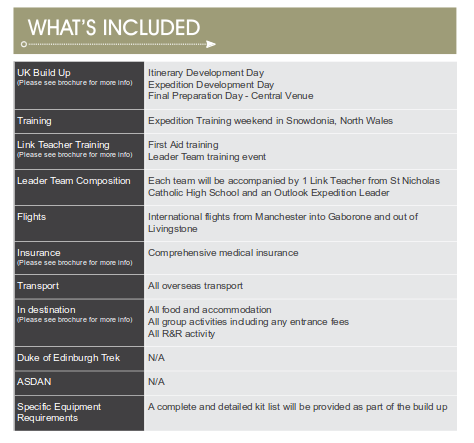 WHAT'S INCLUDED
UK Build Up
(Please see brochure for more info)
Itinerary Development Day
Expedition Development Day
Final Preparation Day - Central Venue
Training
Expedition Training weekend in Snowdonia, North Wales
Link Teacher Training
(Please see brochure for more info)
First Aid training
Leader Team training event
Leader Team Composition
Each team will be accompanied by 1 Link Teacher from St Nicholas
Catholic High School and an Outlook Expedition Leader
Flights
International flights from Manchester into Gaborone and out of
Livingstone
Insurance
(Please see brochure for more info)
Comprehensive medical insurance
Transport
All overseas transport
In destination
(Please see brochure for more info)
All food and accommodation
All group activities including any entrance fees
All R&R activity
Duke of Edinburgh Trek
N/A
ASDAN
N/A
Specific Equipment
Requirements
A complete and detailed kit list will be provided as part of the build up